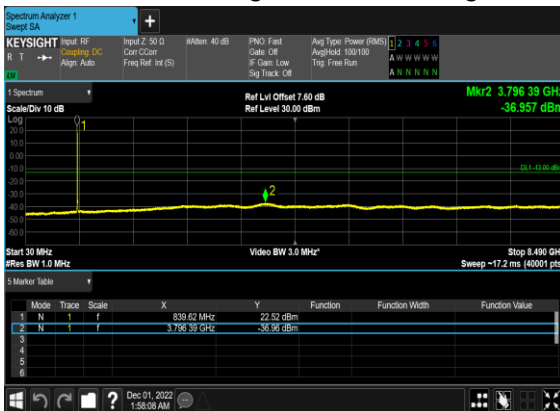 Spectrum Analyzer 1
Swept SA
KEYSIGHT Input: RF Input Z: 50 Ω #Atten: 40 dB PNO: Fast Avg Type: Power (RMS) 1 2 3 4 5 6
R T Coupling: DC Corr CCorr Gate: Off Avg|Hold: 100/100 A W W W W W
Align: Auto Freq Ref: Int (S) IF Gain: Low Trig: Free Run
LV Sig Track: Off A N N N N N
1 Spectrum Ref Lvl Offset 7.60 dB Mkr2 3.796 39 GHz
Scale/Div 10 dB Ref Level 30.00 dBm -36.957 dBm
Log
20.0 1
10.0
0.00
-10.0 DL1 -13.00 dBm
-20.0
-30.0 2
-40.0
-50.0
-60.0
Start 30 MHz Video BW 3.0 MHz* Stop 8.490 GHz
#Res BW 1.0 MHz Sweep ~17.2 ms (40001 pts)
5 Marker Table
Mode Trace Scale X Y Function Function Width Function Value
1 N 1 f 839.62 MHz 22.52 dBm
2 N 1 f 3.796 39 GHz -36.96 dBm
3
4
5
6
? Dec 01, 2022
1:58:08 AM